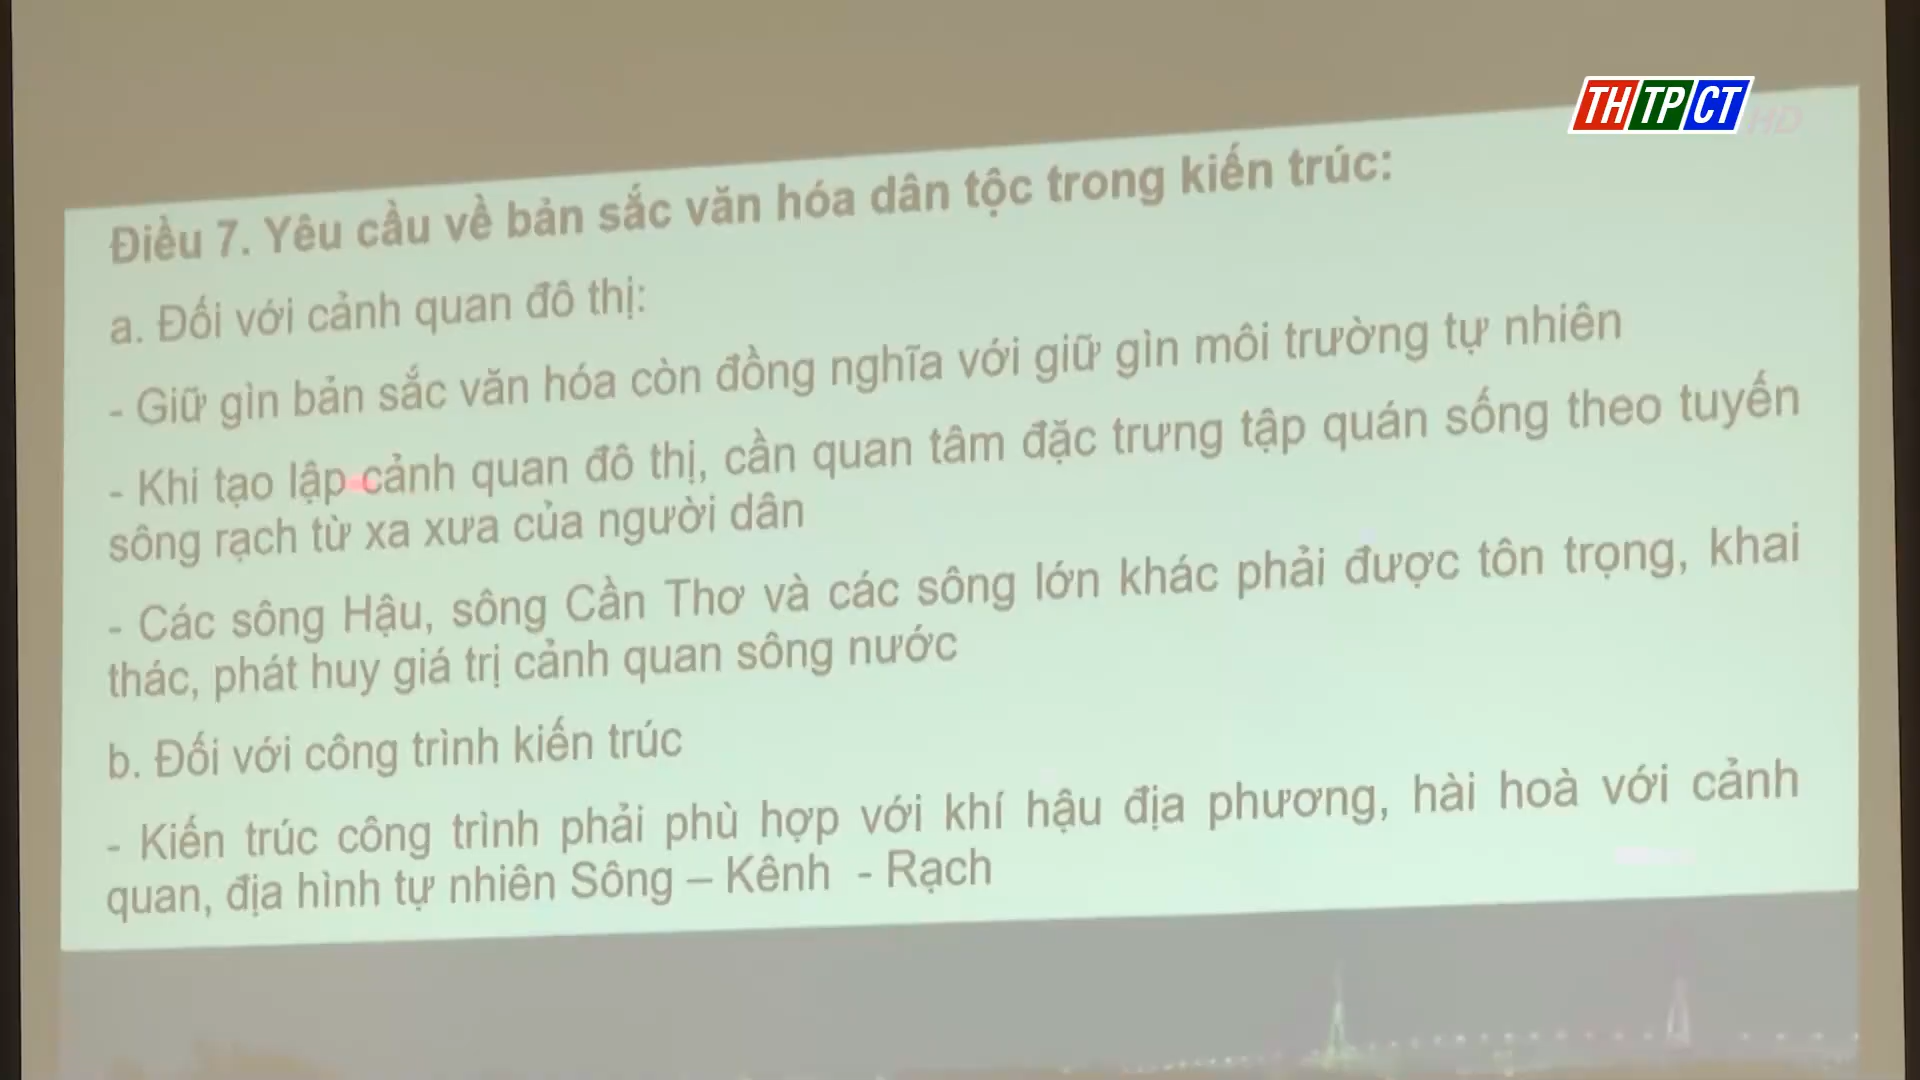 TH TP CT HD
Điều 7. Yêu cầu về bản sắc văn hóa dân tộc trong kiến trúc:
a. Đối với cảnh quan đô thị:
- Giữ gìn bản sắc văn hóa còn đồng nghĩa với giữ gìn môi trường tự nhiên
- Khi tạo lập cảnh quan đô thị, cần quan tâm đặc trưng tập quán sống theo tuyến
sông rạch từ xa xưa của người dân
- Các sông Hậu, sông Cần Thơ và các sông lớn khác phải được tôn trọng, khai
thác, phát huy giá trị cảnh quan sông nước
b. Đối với công trình kiến trúc
- Kiến trúc công trình phải phù hợp với khí hậu địa phương, hài hoà với cảnh
quan, địa hình tự nhiên Sông – Kênh - Rạch